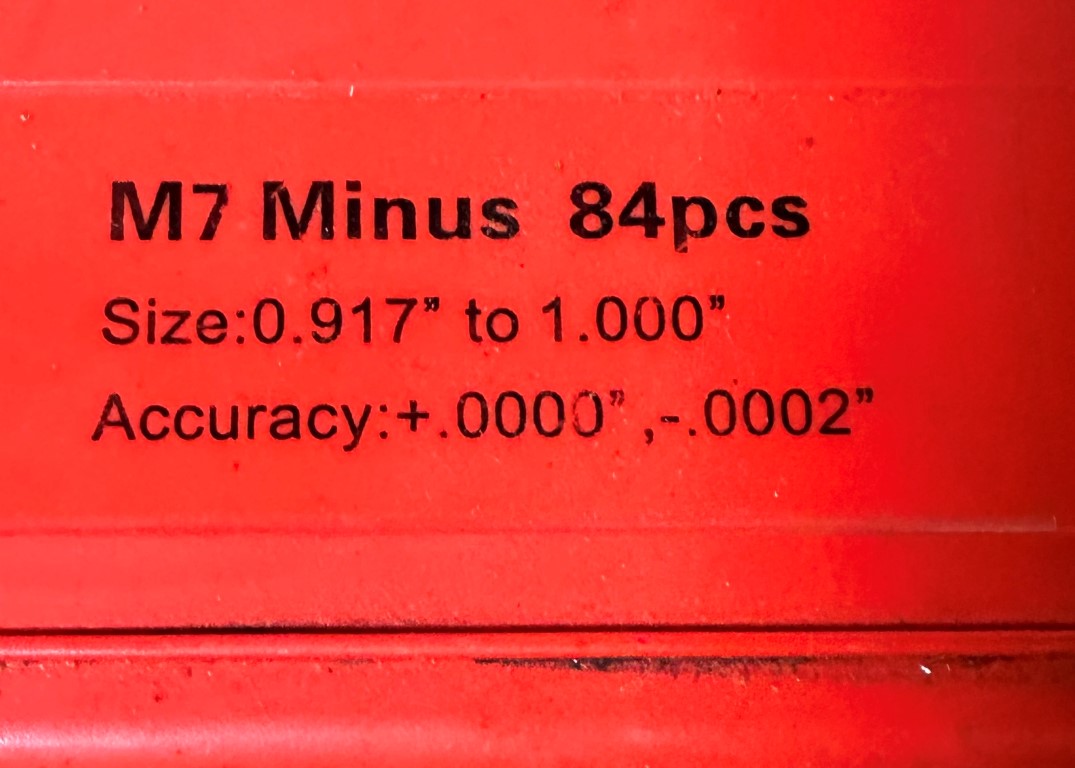 M7 Minus 84pcs
Size:0.917” to 1.000”
Accuracy:+.0000” ,-.0002”